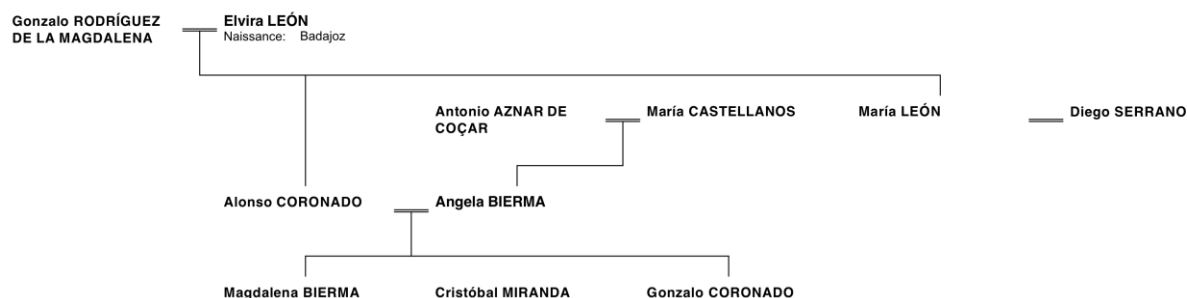 Gonzalo RODRÍGUEZ
DE LA MAGDALENA
Elvira LEÓN
Naissance: Badajoz
Antonio AZNAR DE
COÇAR
María CASTELLANOS
María LEÓN
Diego SERRANO
Alonso CORONADO
Angela BIERMA
Magdalena BIERMA
Cristóbal MIRANDA
Gonzalo CORONADO